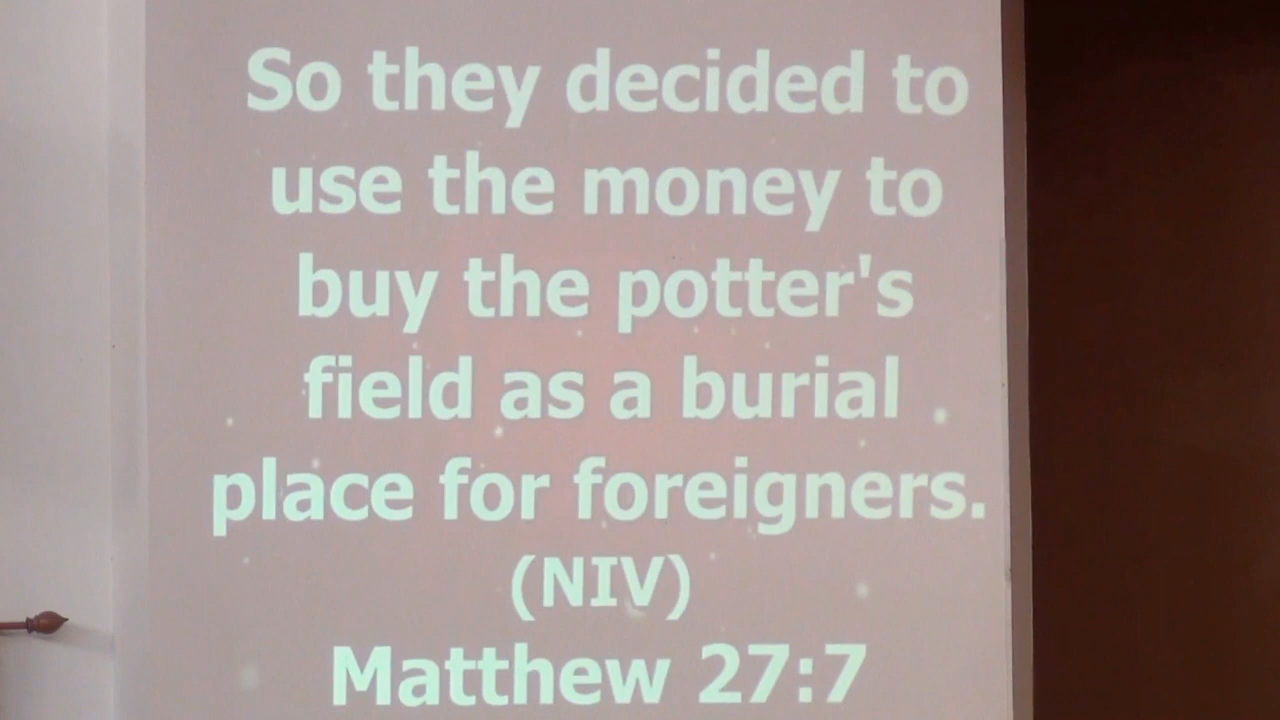 So they decided to
use the money to
buy the potter's
field as a burial
place for foreigners.
(NIV)
Matthew 27:7